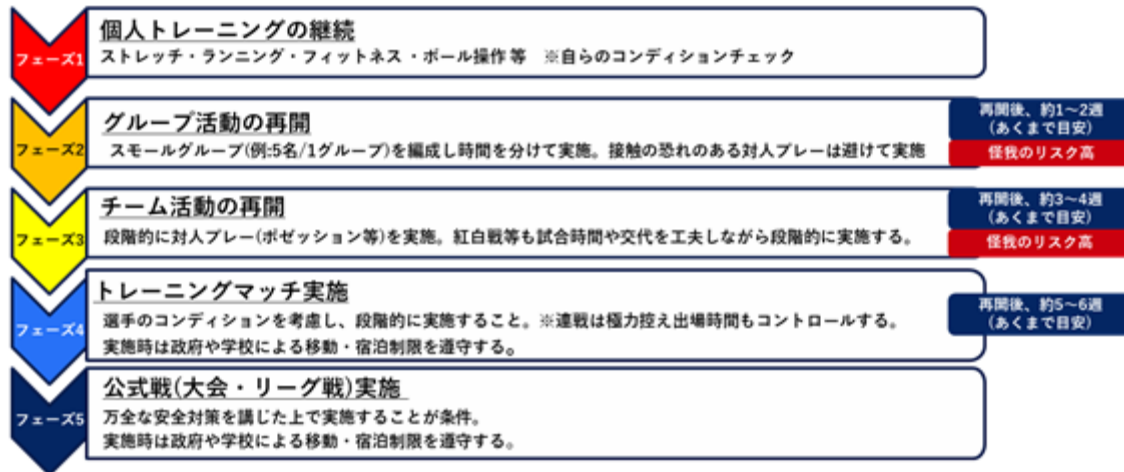 フェーズ1
個人トレーニングの継続
ストレッチ・ランニング・フィットネス・ボール操作 等　※自らのコンディションチェック
フェーズ2
グループ活動の再開
スモールグループ(例:5名/1グループ)を編成し時間を分けて実施。接触の恐れのある対人プレーは避けて実施
再開後、約1～2週
(あくまで目安)
怪我のリスク高
フェーズ3
チーム活動の再開
段階的に対人プレー(ポゼッション等)を実施。紅白戦等も試合時間や交代を工夫しながら段階的に実施する。
再開後、約3～4週
(あくまで目安)
怪我のリスク高
フェーズ4
トレーニングマッチ実施
選手のコンディションを考慮し、段階的に実施すること。※連戦は極力控え出場時間もコントロールする。
実施時は政府や学校による移動・宿泊制限を遵守する。
再開後、約5～6週
(あくまで目安)
フェーズ5
公式戦(大会・リーグ戦)実施
万全な安全対策を講じた上で実施することが条件。
実施時は政府や学校による移動・宿泊制限を遵守する。